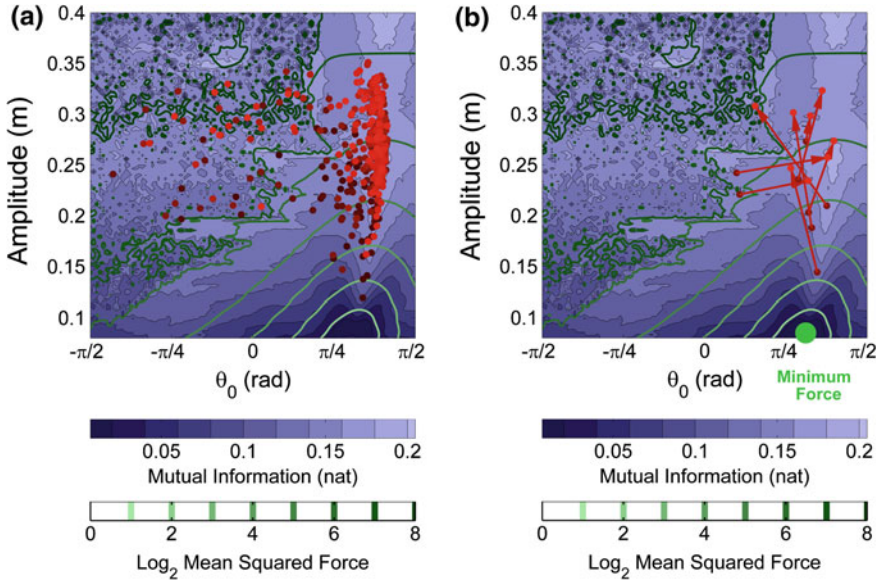 (a)
0.4
0.35
0.3
0.25
0.2
0.15
0.1
Amplitude (m)
-π/2 -π/4 0 π/4 π/2
θ0 (rad)
0.05 0.1 0.15 0.2
Mutual Information (nat)
0 2 4 6 8
Log2 Mean Squared Force
(b)
0.4
0.35
0.3
0.25
0.2
0.15
0.1
Amplitude (m)
-π/2 -π/4 0 π/4 π/2
θ0 (rad)
Minimum
Force
0.05 0.1 0.15 0.2
Mutual Information (nat)
0 2 4 6 8
Log2 Mean Squared Force